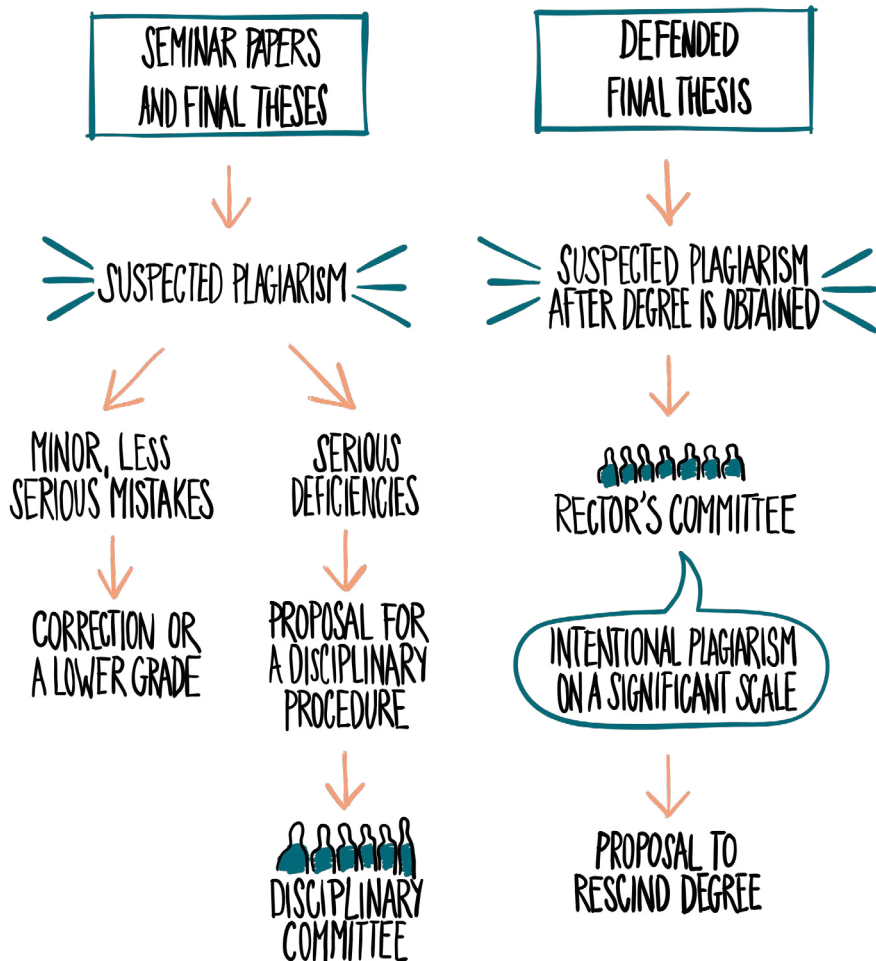 SEMINAR PAPERS
AND FINAL THESES
SUSPECTED PLAGIARISM
MINOR, LESS
SERIOUS MISTAKES
CORRECTION OR
A LOWER GRADE
SERIOUS
DEFICIENCIES
PROPOSAL FOR
A DISCIPLINARY
PROCEDURE
DISCIPLINARY
COMMITTEE
DEFENDED
FINAL THESIS
SUSPECTED PLAGIARISM
AFTER DEGREE IS OBTAINED
RECTOR'S COMMITTEE
INTENTIONAL PLAGIARISM
ON A SIGNIFICANT SCALE
PROPOSAL TO
RESCIND DEGREE